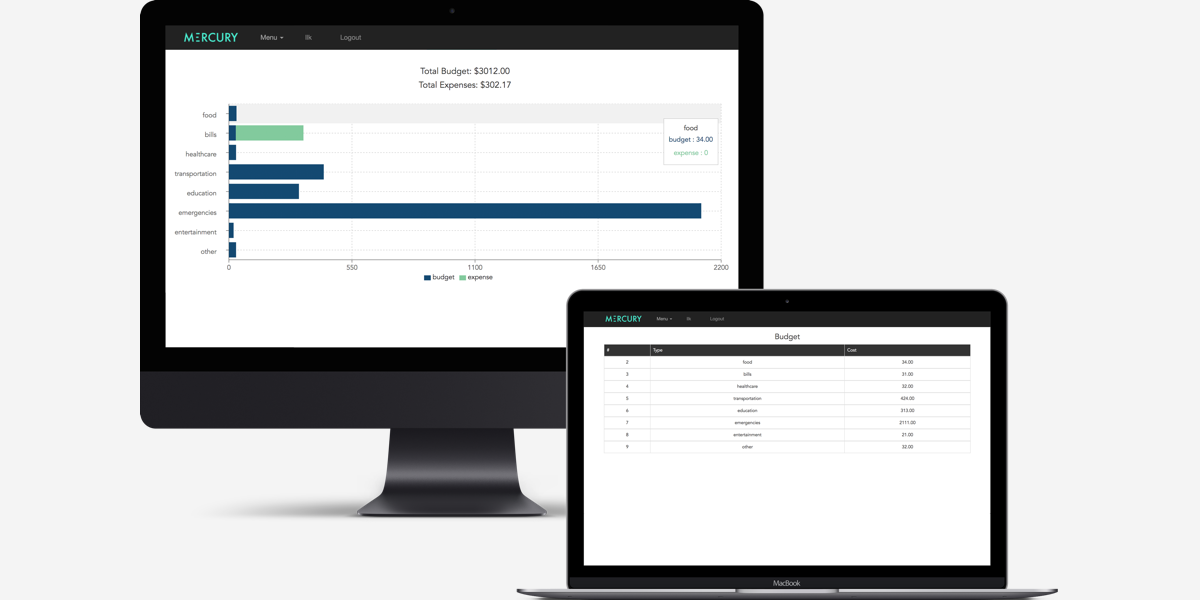 MERCURY Menu llk Logout
Total Budget: $3012.00
Total Expenses: $302.17
food
bills
healthcare
transportation
education
emergencies
entertainment
other
food
budget : 34.00
expense : 0
0 550 1100 1650 2200
budget expense
MERCURY Menu llk Logout
Budget
# Type Cost
2 food 34.00
3 bills 31.00
4 healthcare 32.00
5 transportation 424.00
6 education 313.00
7 emergencies 2111.00
8 entertainment 21.00
9 other 32.00
MacBook